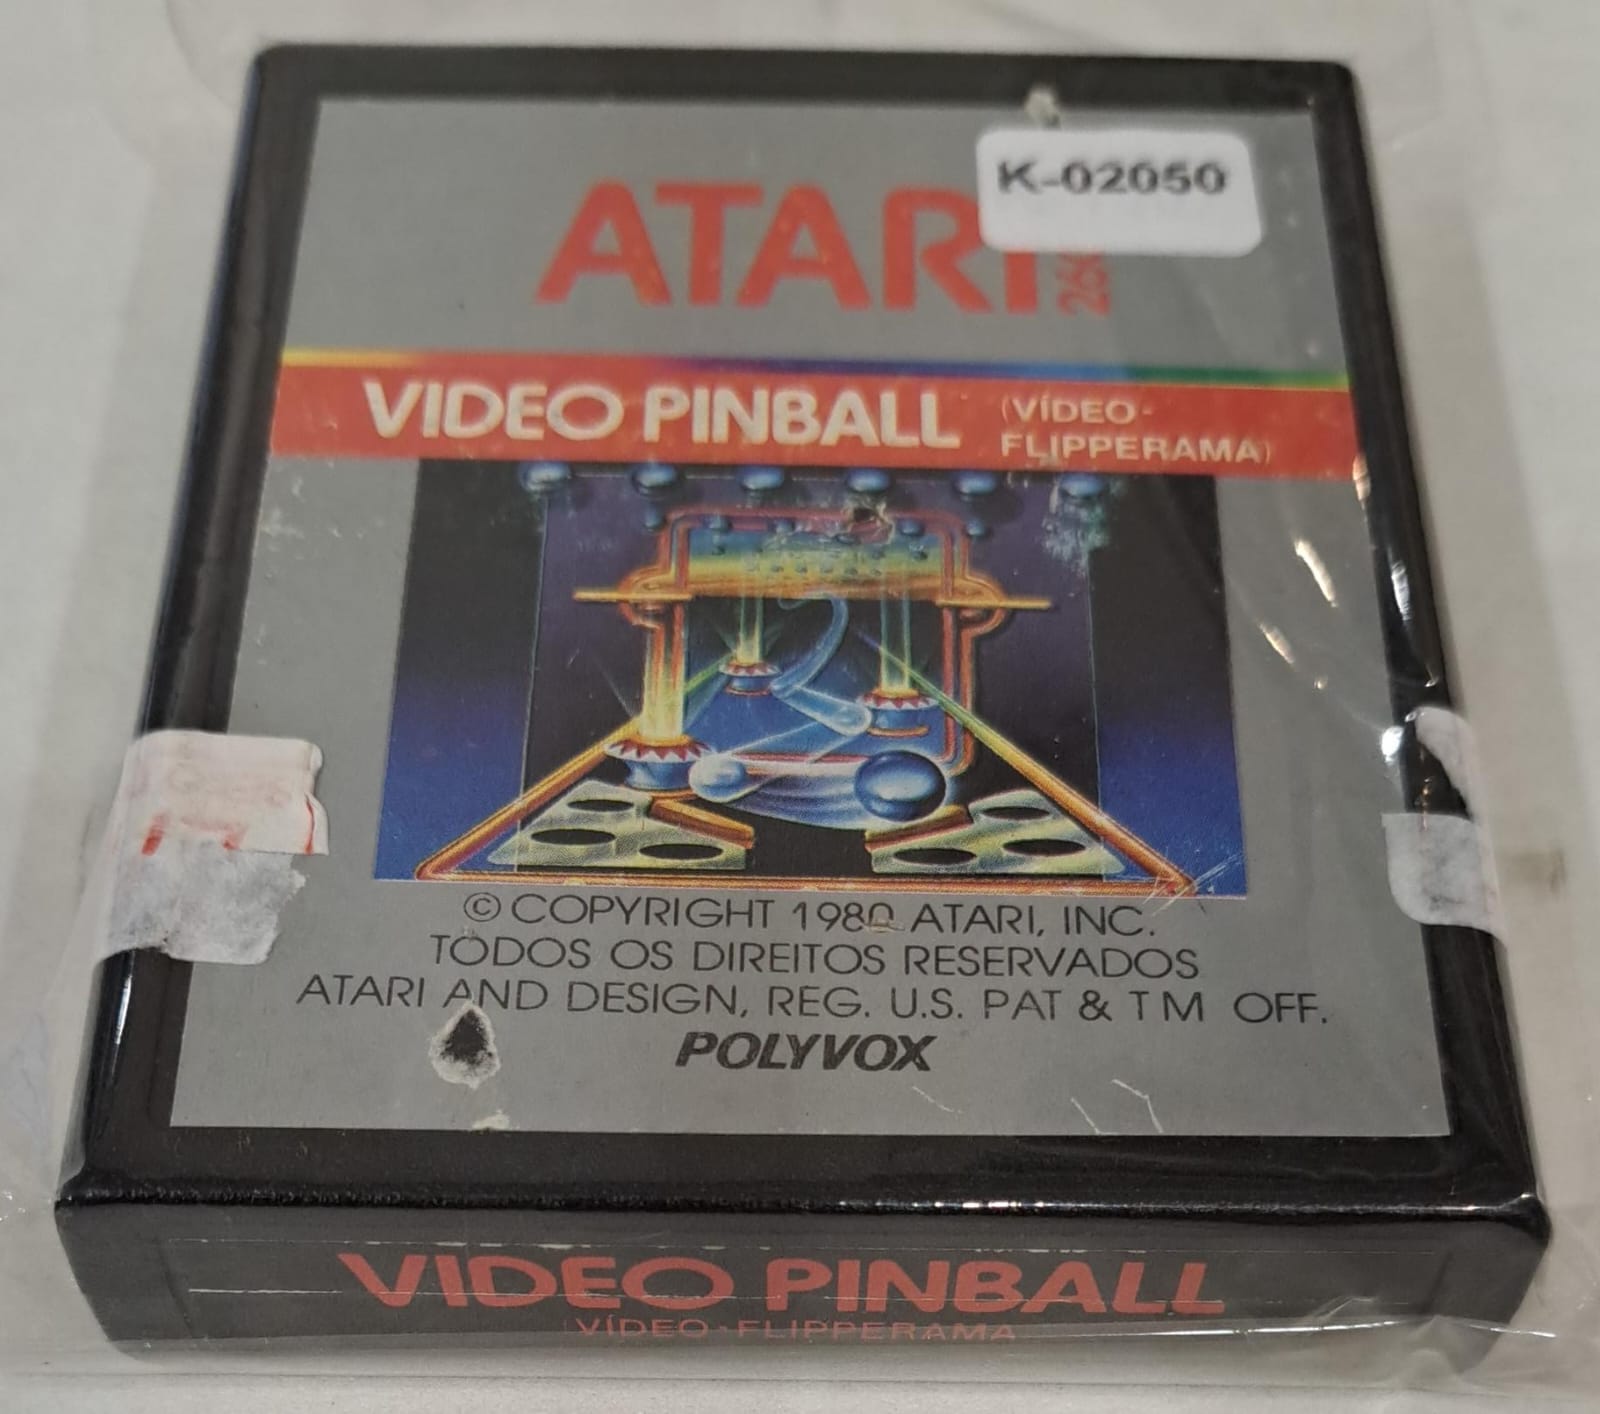 K-02050
ATARI
VIDEO PINBALL (VÍDEO-
FLIPPERAMA)
© COPYRIGHT 1980 ATARI, INC.
TODOS OS DIREITOS RESERVADOS
ATARI AND DESIGN, REG. U.S. PAT & TM OFF.
POLYVOX
VIDEO PINBALL
VÍDEO-FLIPPERAMA